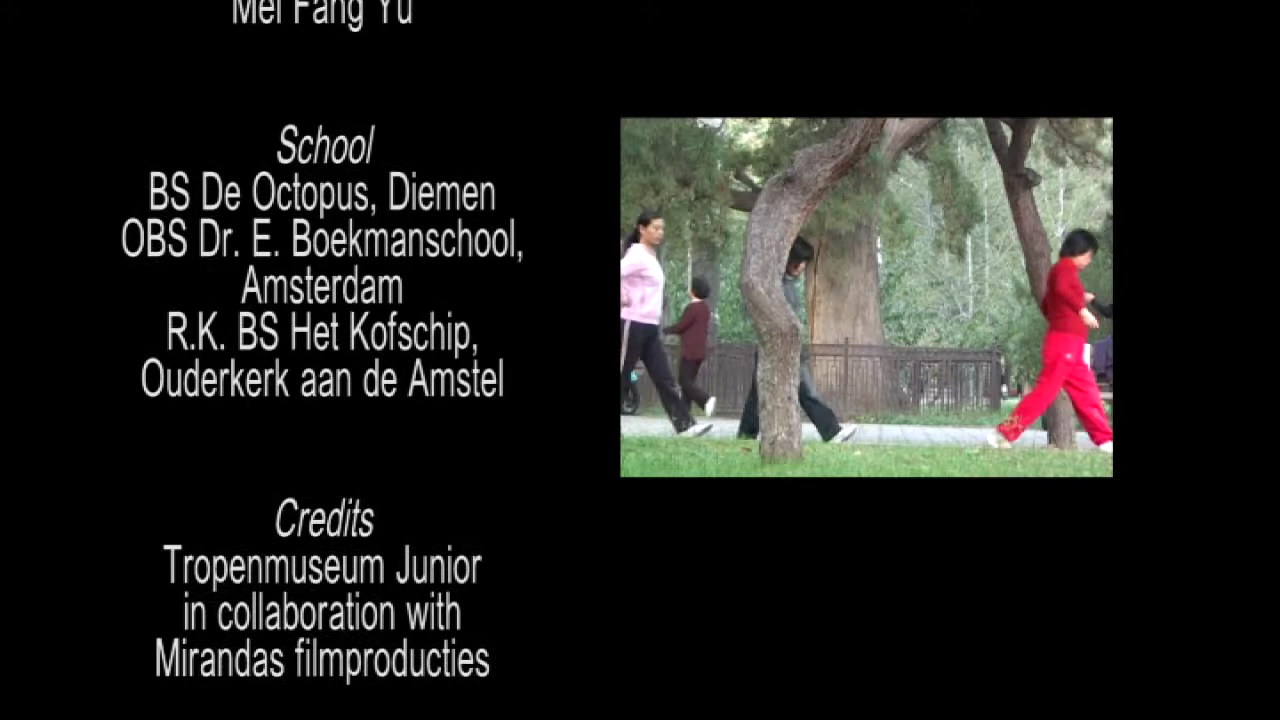 Mei Fang Yu
School
BS De Octopus, Diemen
OBS Dr. E. Boekmanschool,
Amsterdam
R.K. BS Het Kofschip,
Ouderkerk aan de Amstel
Credits
Tropenmuseum Junior
in collaboration with
Mirandas filmproducties